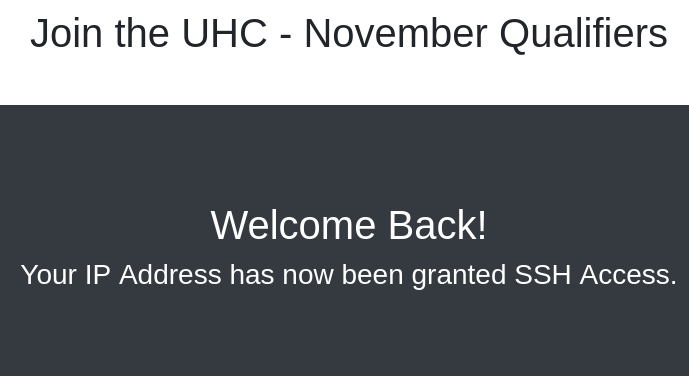 Join the UHC - November Qualifiers
Welcome Back!
Your IP Address has now been granted SSH Access.